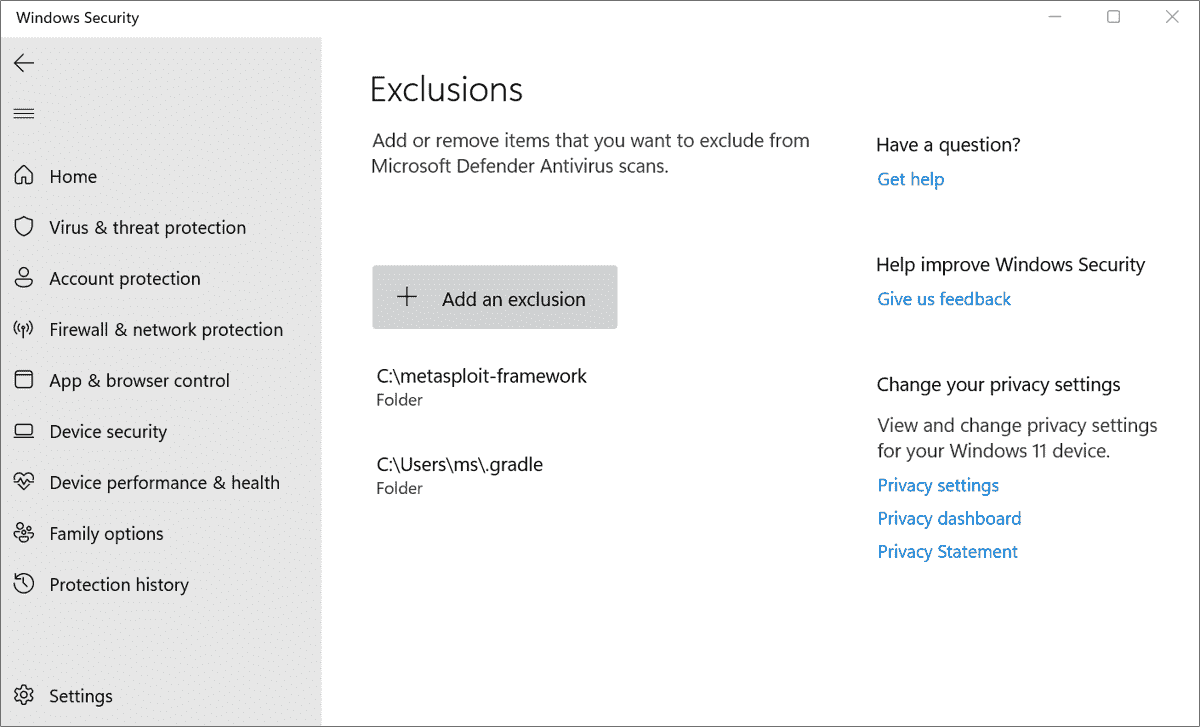 Windows Security
Home
Virus & threat protection
Account protection
Firewall & network protection
App & browser control
Device security
Device performance & health
Family options
Protection history
Settings
Exclusions
Add or remove items that you want to exclude from
Microsoft Defender Antivirus scans.
Add an exclusion
C:\metasploit-framework
Folder
C:\Users\ms\.gradle
Folder
Have a question?
Get help
Help improve Windows Security
Give us feedback
Change your privacy settings
View and change privacy settings
for your Windows 11 device.
Privacy settings
Privacy dashboard
Privacy Statement